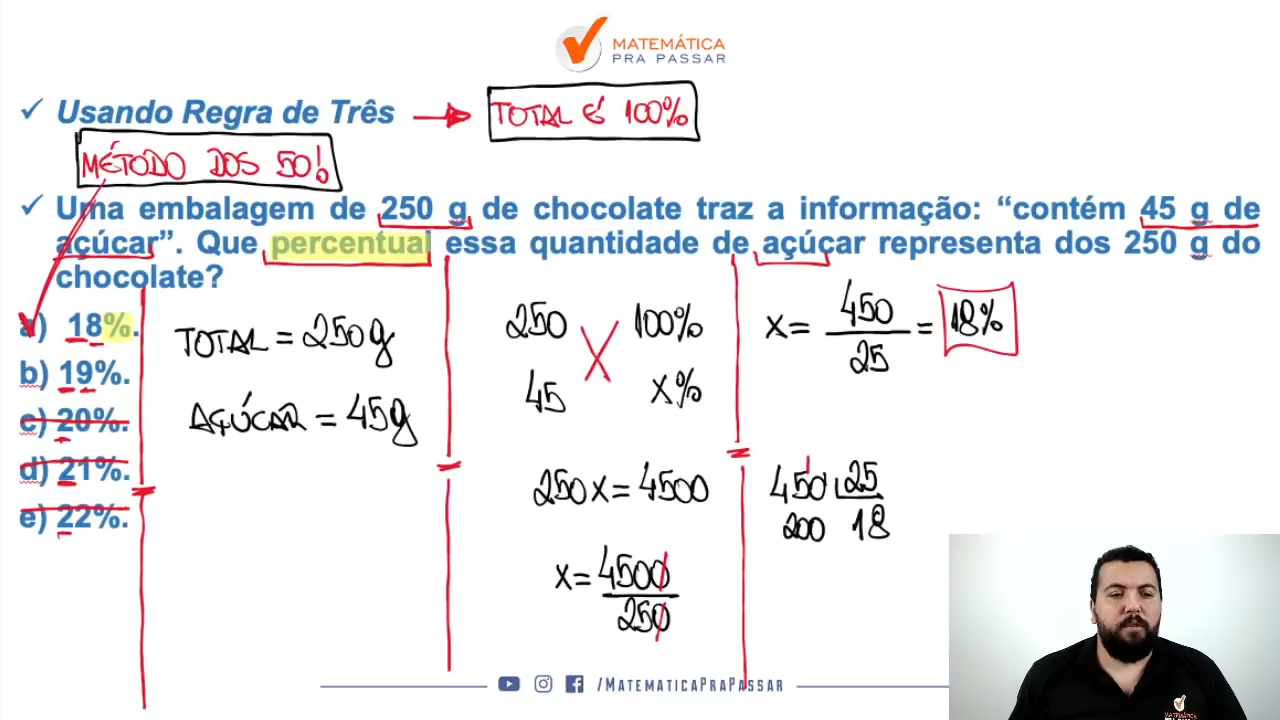 MATEMÁTICA
PRA PASSAR
✓ Usando Regra de Três → TOTAL É 100%
MÉTODO DOS 50!
✓ Uma embalagem de 250 g de chocolate traz a informação: “contém 45 g de
açúcar”. Que percentual essa quantidade de açúcar representa dos 250 g do
chocolate?
a) 18%.
b) 19%.
c) 20%.
d) 21%.
e) 22%.
TOTAL = 250g
AÇÚCAR = 45g
250 100%
45 X%
250X = 4500
X = 4500
250
X = 450 = 18%
25
450 25
200 18
/MATEMATICAPRAPASSAR
MATEMÁTICA